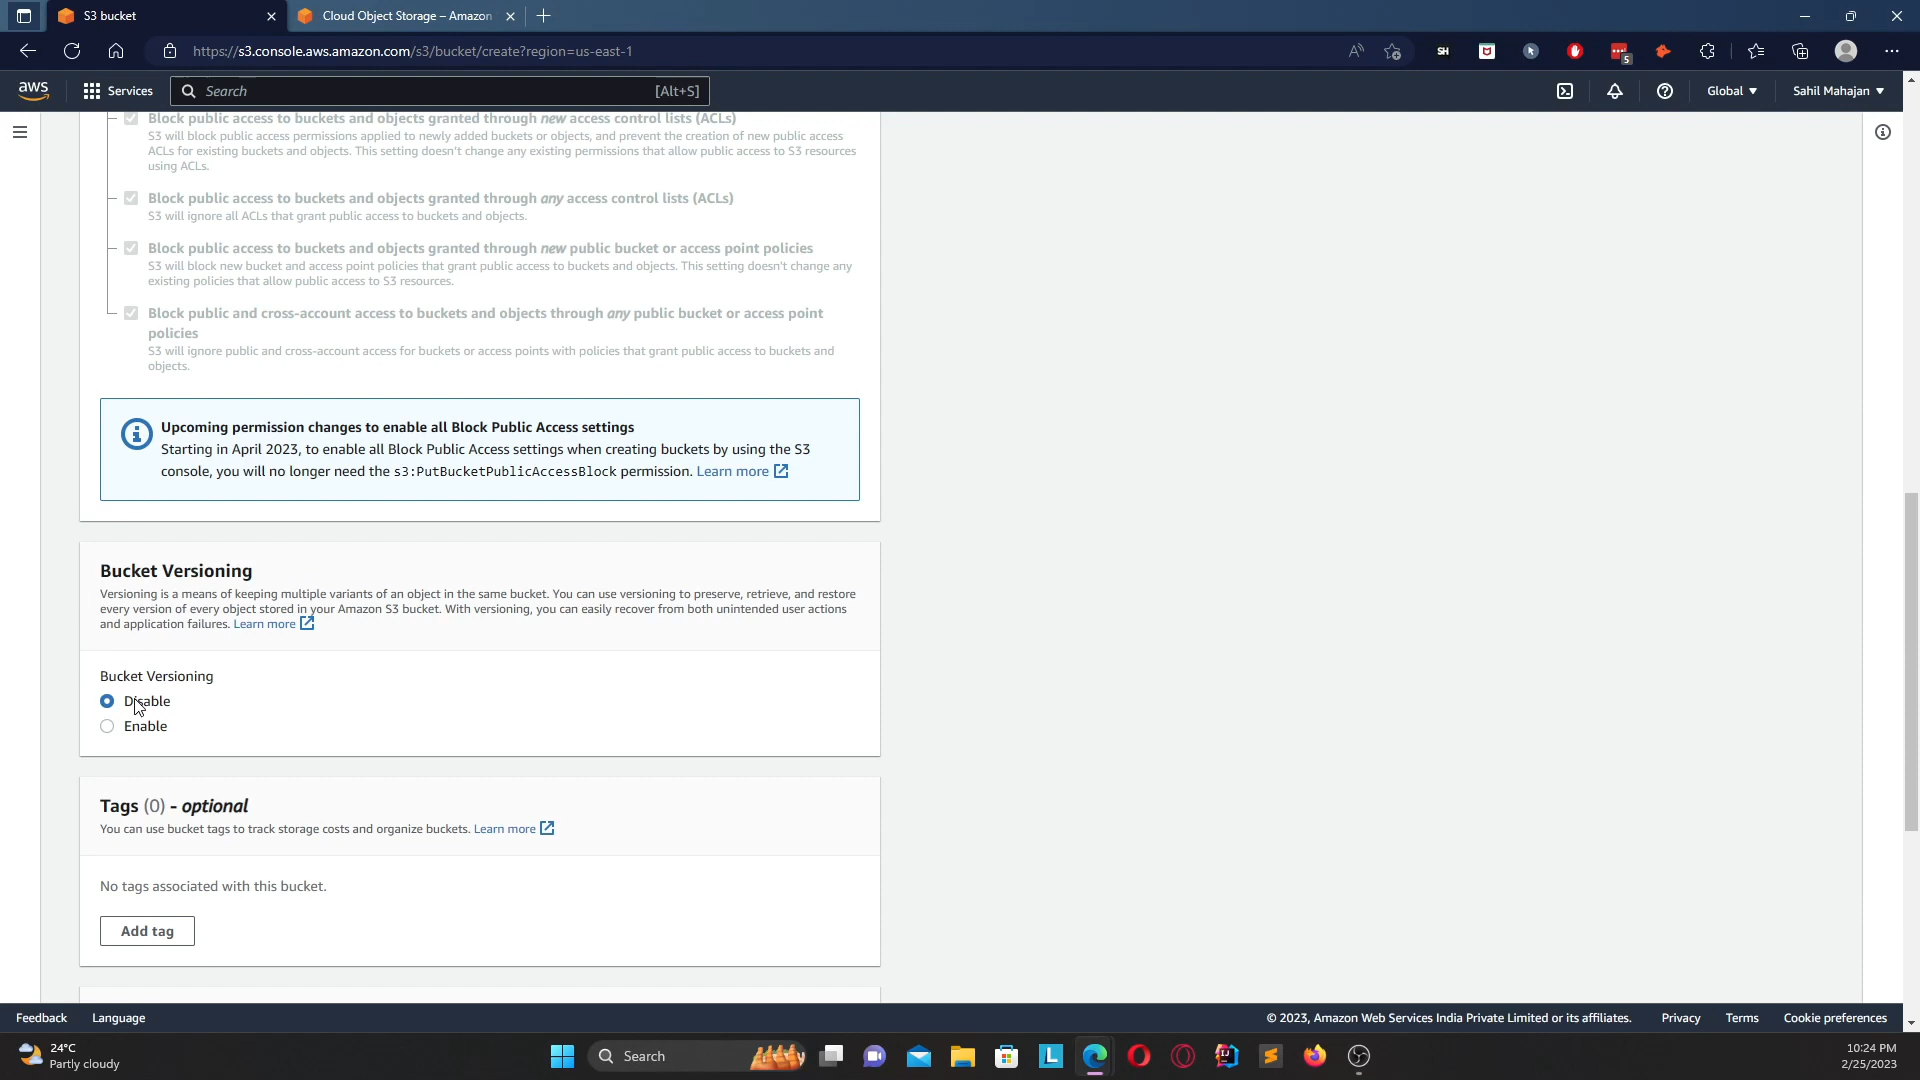 S3 bucket
Cloud Object Storage – Amazon
https://s3.console.aws.amazon.com/s3/bucket/create?region=us-east-1
SH
5
aws
Services
Search
[Alt+S]
Global
Sahil Mahajan
Block public access to buckets and objects granted through new access control lists (ACLs)
S3 will block public access permissions applied to newly added buckets or objects, and prevent the creation of new public access
ACLs for existing buckets and objects. This setting doesn't change any existing permissions that allow public access to S3 resources
using ACLs.
Block public access to buckets and objects granted through any access control lists (ACLs)
S3 will ignore all ACLs that grant public access to buckets and objects.
Block public access to buckets and objects granted through new public bucket or access point policies
S3 will block new bucket and access point policies that grant public access to buckets and objects. This setting doesn't change any
existing policies that allow public access to S3 resources.
Block public and cross-account access to buckets and objects through any public bucket or access point
policies
S3 will ignore public and cross-account access for buckets or access points with policies that grant public access to buckets and
objects.
Upcoming permission changes to enable all Block Public Access settings
Starting in April 2023, to enable all Block Public Access settings when creating buckets by using the S3
console, you will no longer need the s3:PutBucketPublicAccessBlock permission. Learn more
Bucket Versioning
Versioning is a means of keeping multiple variants of an object in the same bucket. You can use versioning to preserve, retrieve, and restore
every version of every object stored in your Amazon S3 bucket. With versioning, you can easily recover from both unintended user actions
and application failures. Learn more
Bucket Versioning
Disable
Enable
Tags (0) - optional
You can use bucket tags to track storage costs and organize buckets. Learn more
No tags associated with this bucket.
Add tag
Feedback
Language
© 2023, Amazon Web Services India Private Limited or its affiliates.
Privacy
Terms
Cookie preferences
24°C
Partly cloudy
Search
L
IJ
10:24 PM
2/25/2023